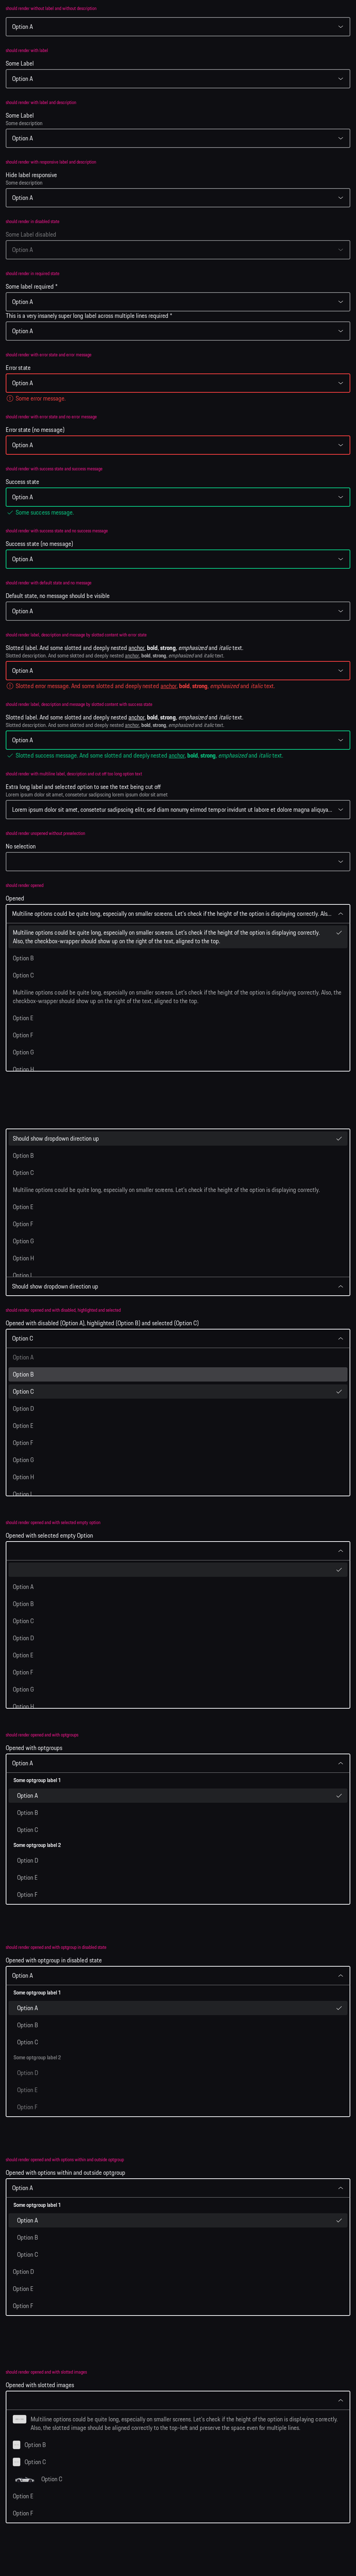 should render without label and without description
Option A
should render with label
Some Label
Option A
should render with label and description
Some Label
Some description
Option A
should render with responsive label and description
Hide label responsive
Some description
Option A
should render in disabled state
Some Label disabled
Option A
should render in required state
Some label required *
Option A
This is a very insanely super long label across multiple lines required *
Option A
should render with error state and error message
Error state
Option A
Some error message.
should render with error state and no error message
Error state (no message)
Option A
should render with success state and success message
Success state
Option A
Some success message.
should render with success state and no success message
Success state (no message)
Option A
should render with default state and no message
Default state, no message should be visible
Option A
should render label, description and message by slotted content with error state
Slotted label. And some slotted and deeply nested anchor, bold, strong, emphasized and italic text.
Slotted description. And some slotted and deeply nested anchor, bold, strong, emphasized and italic text.
Option A
Slotted error message. And some slotted and deeply nested anchor, bold, strong, emphasized and italic text.
should render label, description and message by slotted content with success state
Slotted label. And some slotted and deeply nested anchor, bold, strong, emphasized and italic text.
Slotted description. And some slotted and deeply nested anchor, bold, strong, emphasized and italic text.
Option A
Slotted success message. And some slotted and deeply nested anchor, bold, strong, emphasized and italic text.
should render with multiline label, description and cut off too long option text
Extra long label and selected option to see the text being cut off
Lorem ipsum dolor sit amet, consetetur sadipscing lorem ipsum dolor sit amet
Lorem ipsum dolor sit amet, consetetur sadipscing elitr, sed diam nonumy eirmod tempor invidunt ut labore et dolore magna aliquya...
should render unopened without preselection
No selection
should render opened
Opened
Multiline options could be quite long, especially on smaller screens. Let's check if the height of the option is displaying correctly. Als...
Multiline options could be quite long, especially on smaller screens. Let's check if the height of the option is displaying correctly.
Also, the checkbox-wrapper should show up on the right of the text, aligned to the top.
Option B
Option C
Multiline options could be quite long, especially on smaller screens. Let's check if the height of the option is displaying correctly. Also, the
checkbox-wrapper should show up on the right of the text, aligned to the top.
Option E
Option F
Option G
Option H
Should show dropdown direction up
Option B
Option C
Multiline options could be quite long, especially on smaller screens. Let's check if the height of the option is displaying correctly.
Option E
Option F
Option G
Option H
Option I
Should show dropdown direction up
should render opened and with disabled, highlighted and selected
Opened with disabled (Option A), highlighted (Option B) and selected (Option C)
Option C
Option A
Option B
Option C
Option D
Option E
Option F
Option G
Option H
Option I
should render opened and with selected empty option
Opened with selected empty Option
Option A
Option B
Option C
Option D
Option E
Option F
Option G
Option H
should render opened and with optgroups
Opened with optgroups
Option A
Some optgroup label 1
Option A
Option B
Option C
Some optgroup label 2
Option D
Option E
Option F
should render opened and with optgroup in disabled state
Opened with optgroup in disabled state
Option A
Some optgroup label 1
Option A
Option B
Option C
Some optgroup label 2
Option D
Option E
Option F
should render opened and with options within and outside optgroup
Opened with options within and outside optgroup
Option A
Some optgroup label 1
Option A
Option B
Option C
Option D
Option E
Option F
should render opened and with slotted images
Opened with slotted images
Multiline options could be quite long, especially on smaller screens. Let's check if the height of the option is displaying correctly.
Also, the slotted image should be aligned correctly to the top-left and preserve the space even for multiple lines.
Option B
Option C
Option C
Option E
Option F